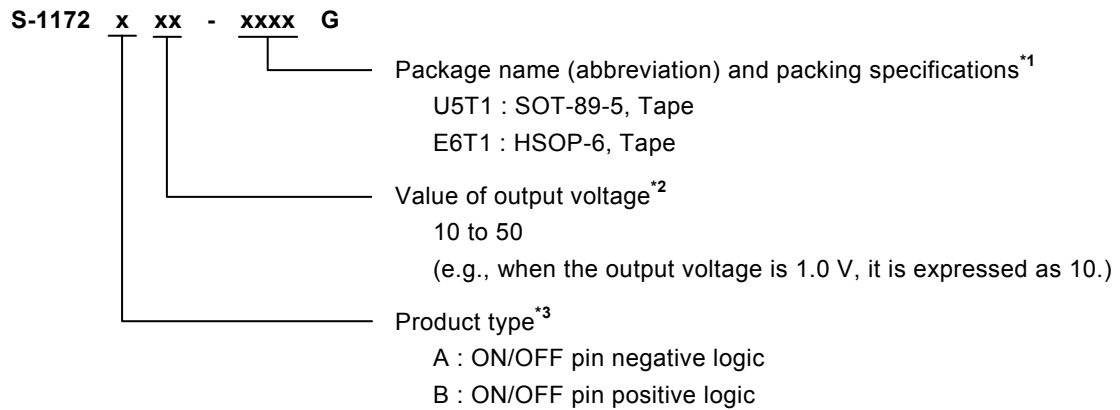 S-1172 x xx - xxxx G
Package name (abbreviation) and packing specifications*1
U5T1 : SOT-89-5, Tape
E6T1 : HSOP-6, Tape
Value of output voltage*2
10 to 50
(e.g., when the output voltage is 1.0 V, it is expressed as 10.)
Product type*3
A : ON/OFF pin negative logic
B : ON/OFF pin positive logic